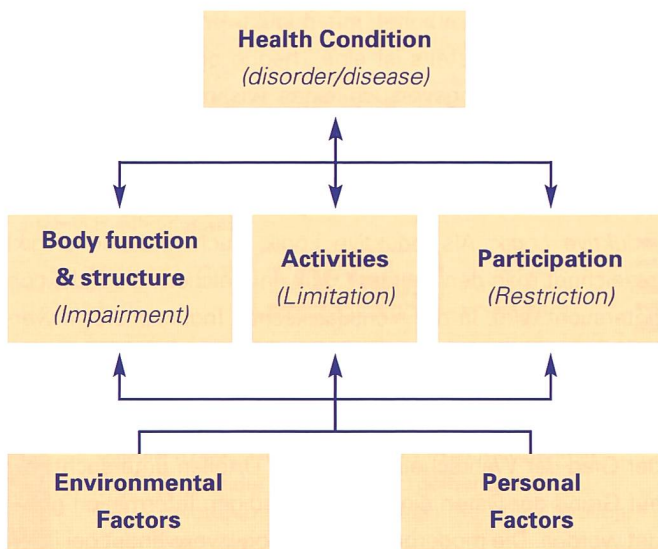 Health Condition
(disorder/disease)
Body function
& structure
(Impairment)
Activities
(Limitation)
Participation
(Restriction)
Environmental
Factors
Personal
Factors